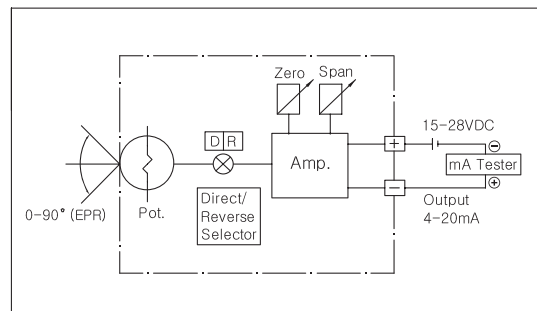 Zero Span
D R
+ 15-28VDC
⊖
mA Tester
Amp.
⊕
−
0-90° (EPR)
Pot.
Direct/
Reverse
Selector
Output
4-20mA